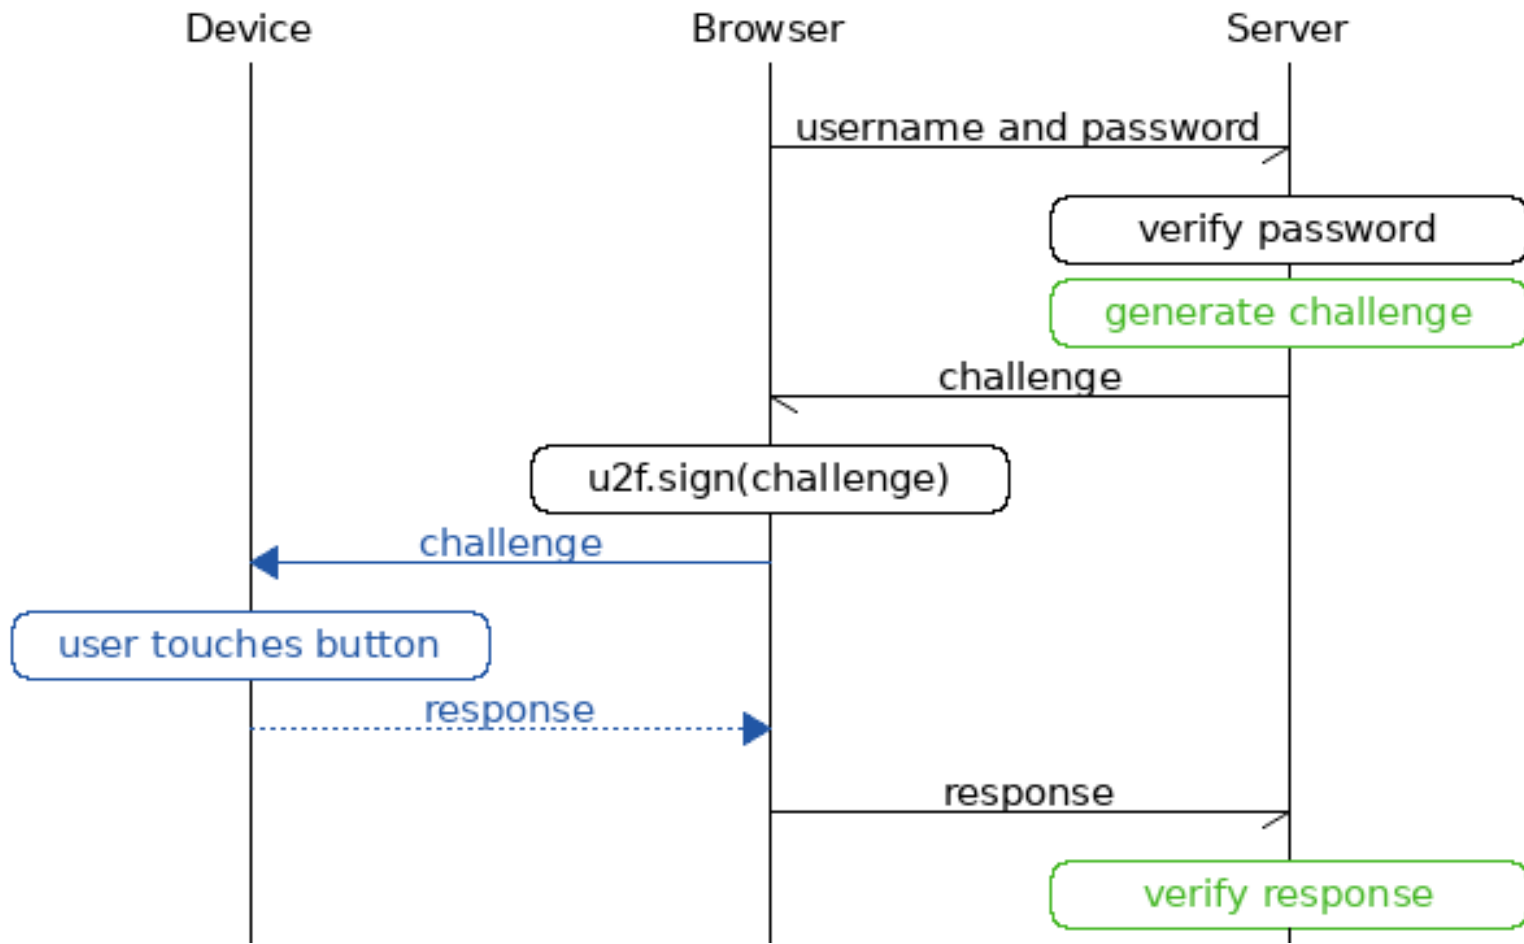 Device
Browser
Server
username and password
verify password
generate challenge
challenge
u2f.sign(challenge)
challenge
user touches button
response
response
verify response